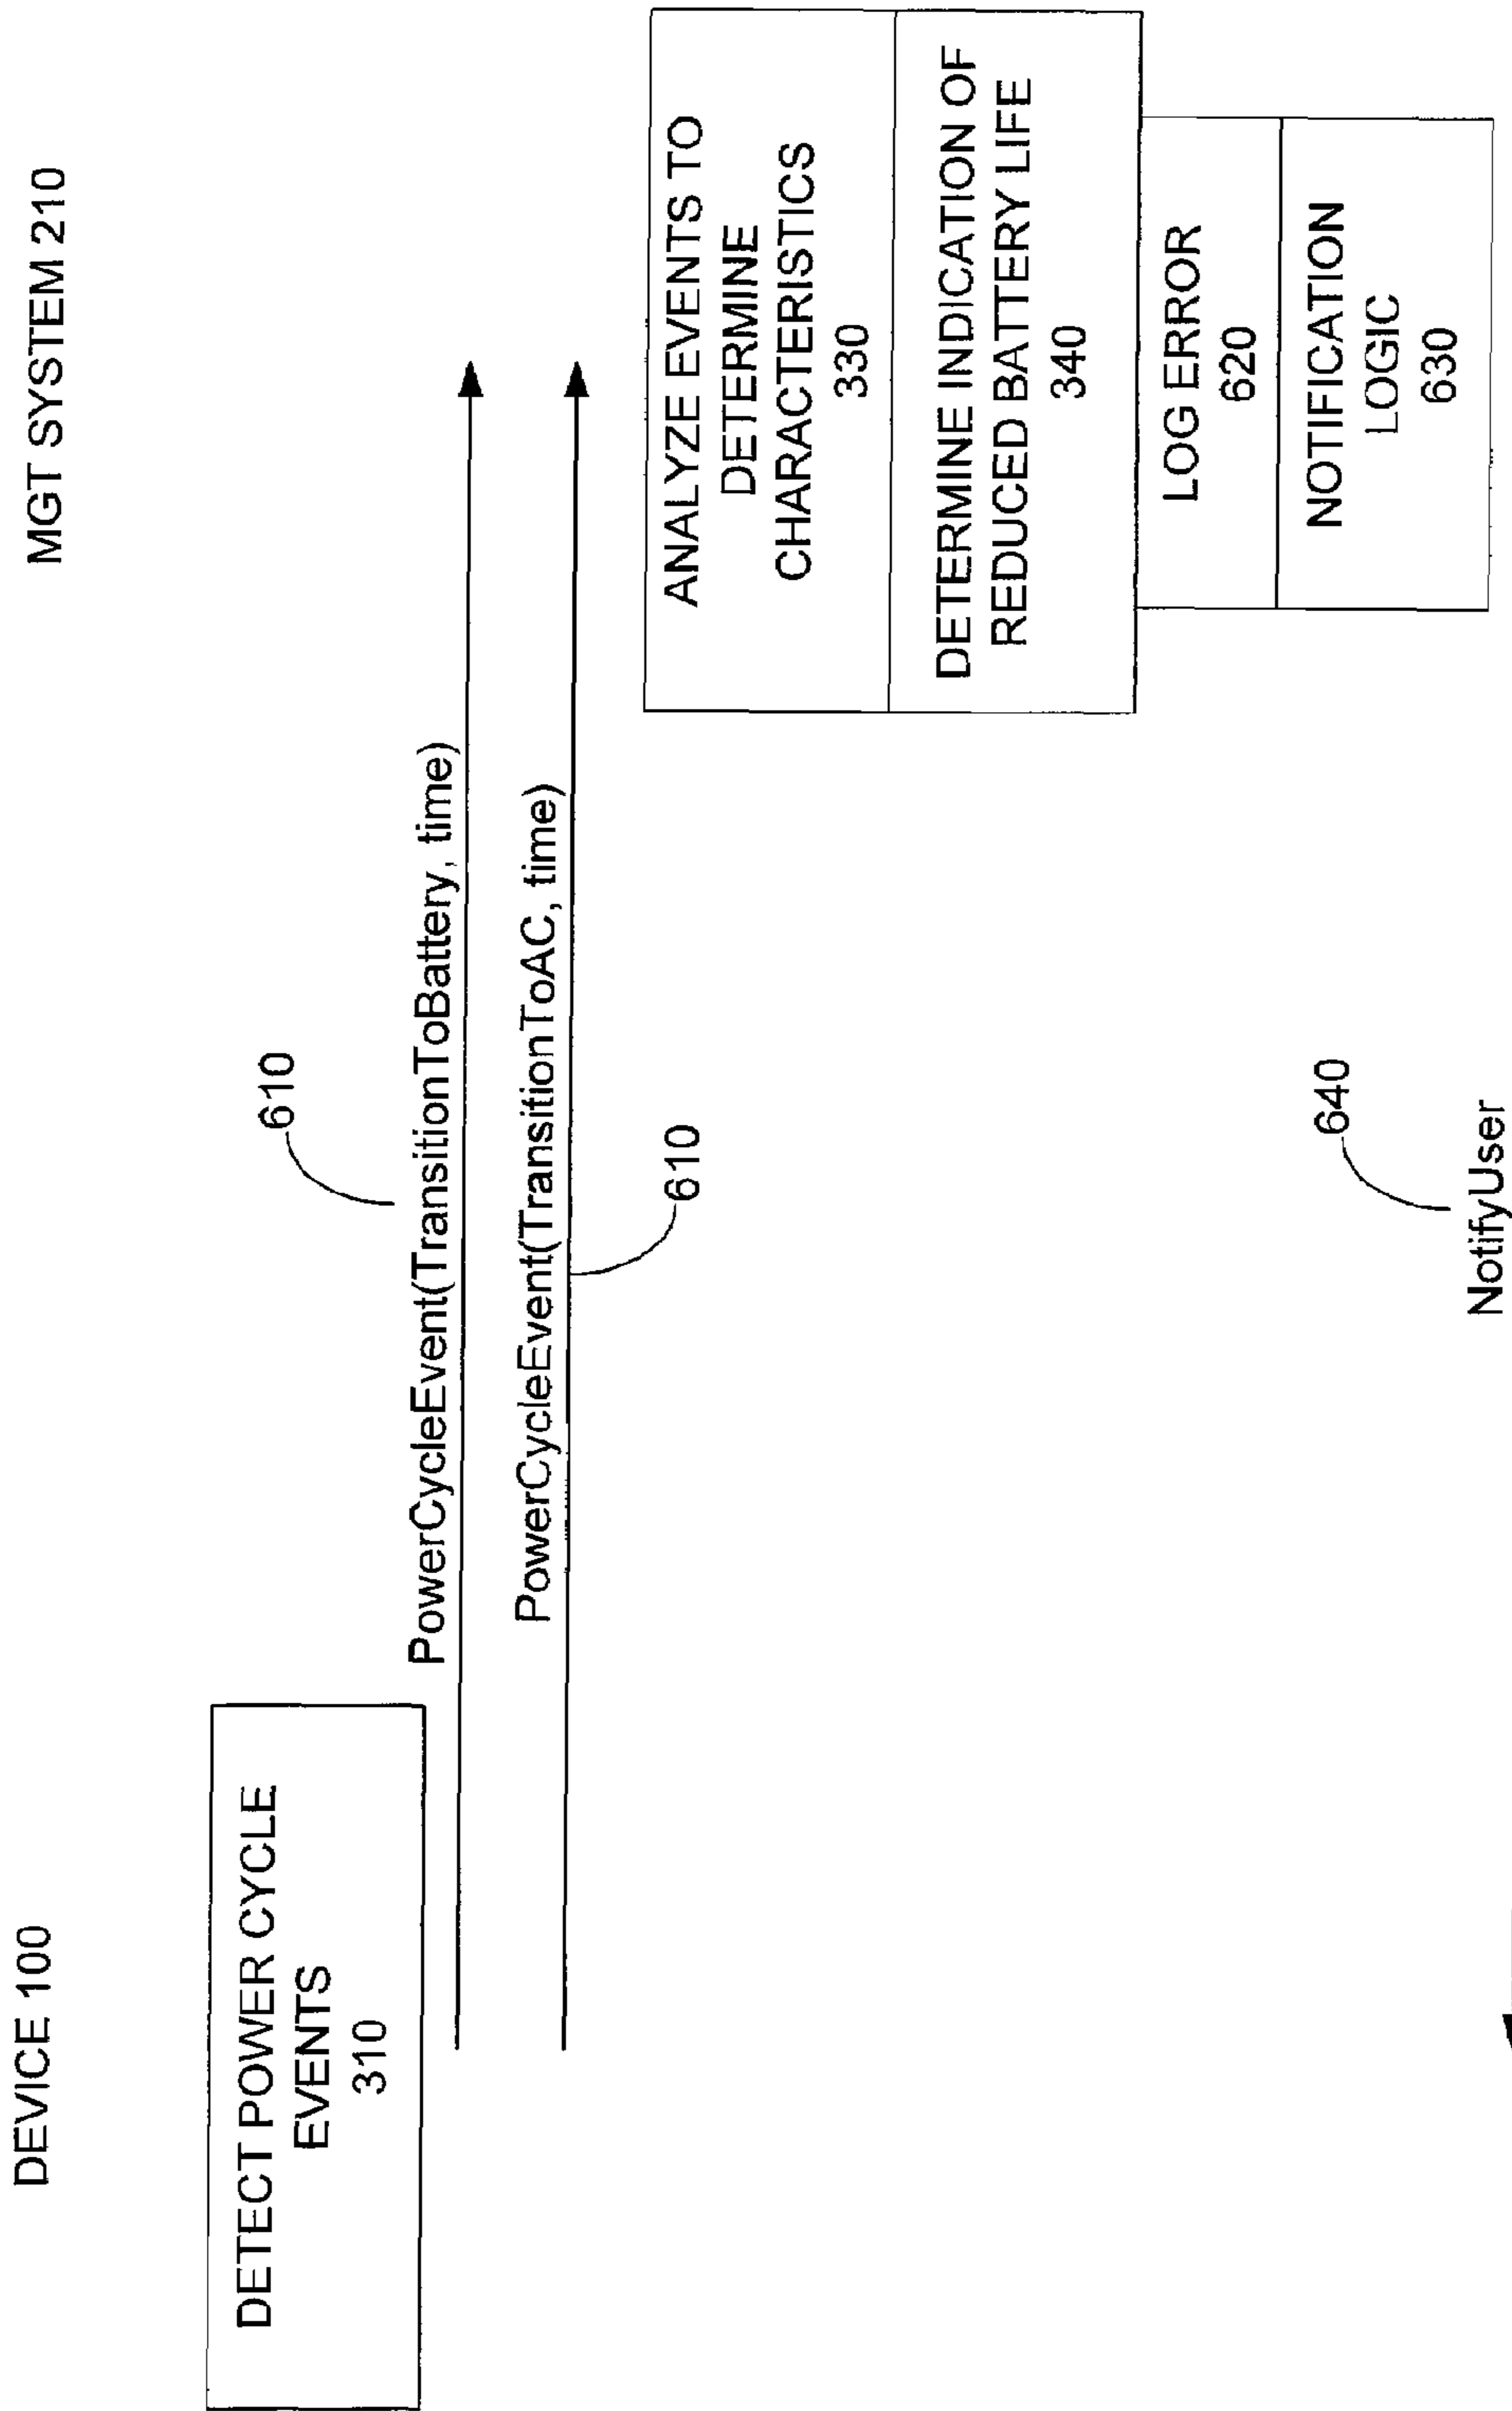 DEVICE 100
MGT SYSTEM 210
DETECT POWER CYCLE
EVENTS
310
610
PowerCycleEvent(TransitionToBattery, time)
PowerCycleEvent(TransitionToAC, time)
610
ANALYZE EVENTS TO
DETERMINE
CHARACTERISTICS
330
DETERMINE INDICATION OF
REDUCED BATTERY LIFE
340
LOG ERROR
620
NOTIFICATION
LOGIC
630
640
NotifyUser